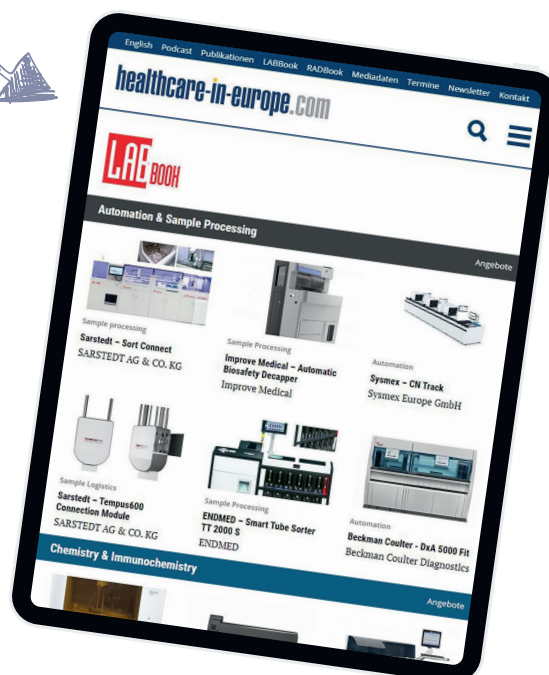 English Podcast Publikationen LABBook RADBook Mediadaten Termine Newsletter Kontakt
healthcare-in-europe.com
LAB BOOK
Automation & Sample Processing
Angebote
Sample processing
Sarstedt – Sort Connect
SARSTEDT AG & CO. KG
Sample Processing
Improve Medical – Automatic
Biosafety Decapper
Improve Medical
Automation
Sysmex – CN Track
Sysmex Europe GmbH
Sample Logistics
Sarstedt – Tempus600
Connection Module
SARSTEDT AG & CO. KG
Sample Processing
ENDMED – Smart Tube Sorter
TT 2000 S
ENDMED
Automation
Beckman Coulter - DxA 5000 Fit
Beckman Coulter Diagnostics
Chemistry & Immunochemistry
Angebote